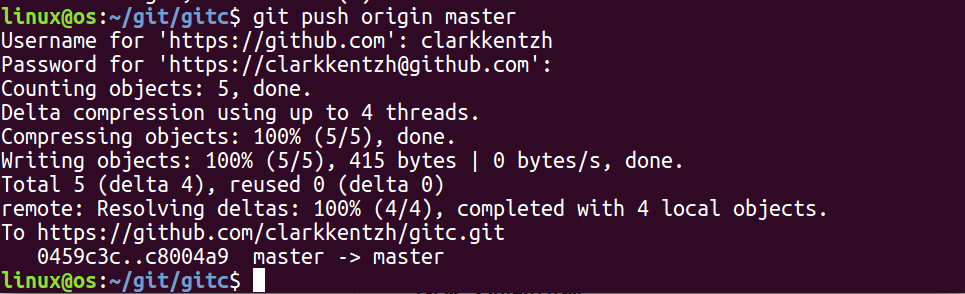 linux@os:~/git/gitc$ git push origin master
Username for 'https://github.com': clarkkentzh
Password for 'https://clarkkentzh@github.com':
Counting objects: 5, done.
Delta compression using up to 4 threads.
Compressing objects: 100% (5/5), done.
Writing objects: 100% (5/5), 415 bytes | 0 bytes/s, done.
Total 5 (delta 4), reused 0 (delta 0)
remote: Resolving deltas: 100% (4/4), completed with 4 local objects.
To https://github.com/clarkkentzh/gitc.git
   0459c3c..c8004a9  master -> master
linux@os:~/git/gitc$